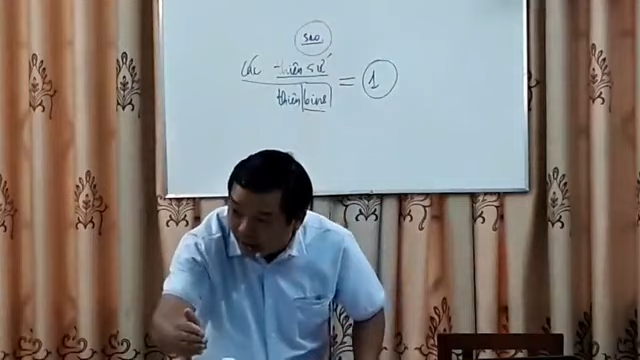 sao
các thiên sứ = 1
thiên binh